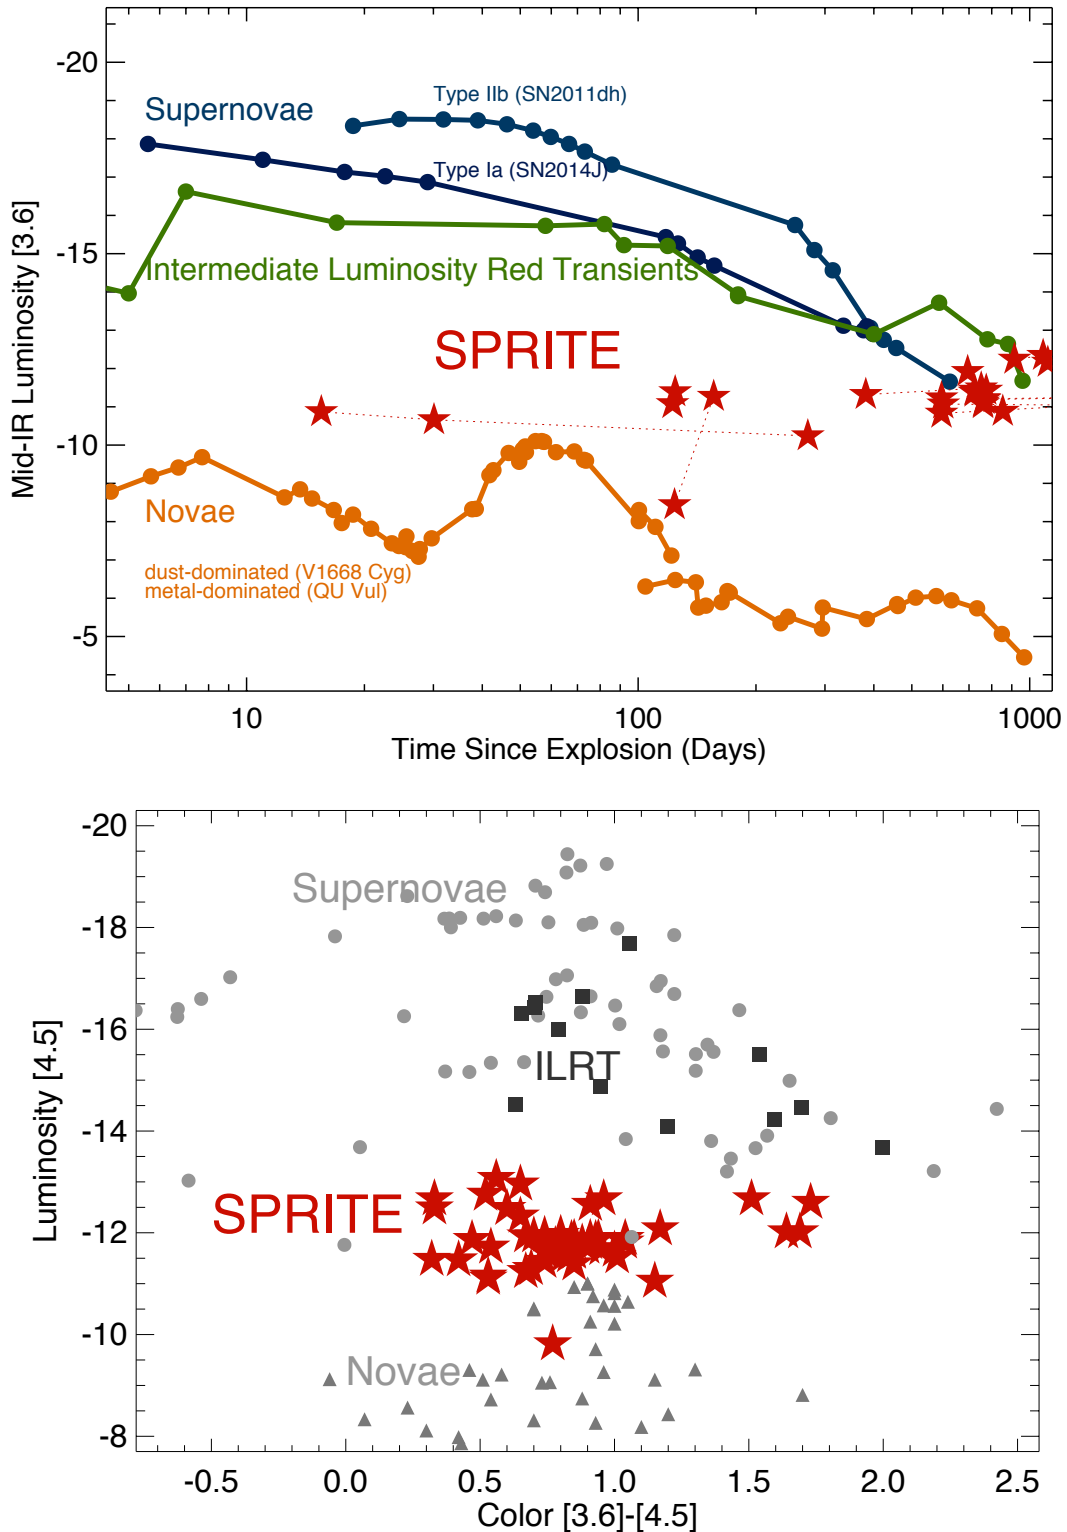 -20
-15
-10
-5
Mid-IR Luminosity [3.6]
Supernovae
Type IIb (SN2011dh)
Type Ia (SN2014J)
Intermediate Luminosity Red Transients
SPRITE
Novae
dust-dominated (V1668 Cyg)
metal-dominated (QU Vul)
10 100 1000
Time Since Explosion (Days)
-20
-18
-16
-14
-12
-10
-8
Luminosity [4.5]
Supernovae
ILRT
SPRITE
Novae
-0.5 0.0 0.5 1.0 1.5 2.0 2.5
Color [3.6]-[4.5]